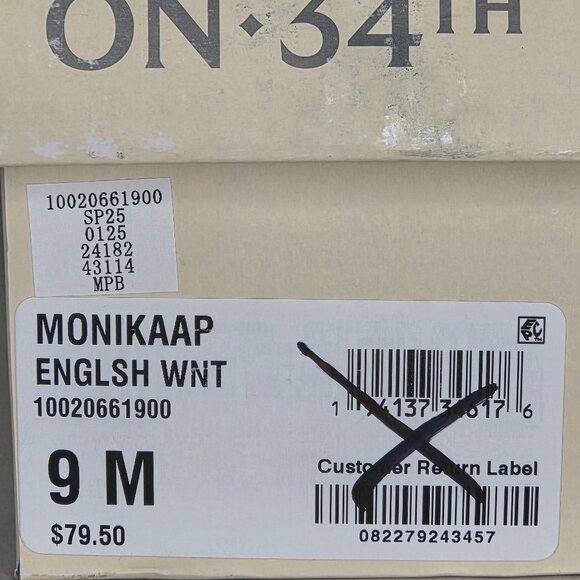 ON·34TH
10020661900
SP25
0125
24182
43114
MPB
MONIKAAP
ENGLSH WNT
10020661900
9 M
$79.50
Customer Return Label
082279243457